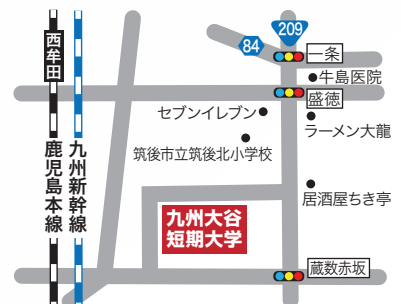 209
84
一条
西牟田
牛島医院
盛徳
セブンイレブン
ラーメン大龍
筑後市立筑後北小学校
鹿児島本線
九州新幹線
居酒屋ちき亭
九州大谷
短期大学
蔵数赤坂